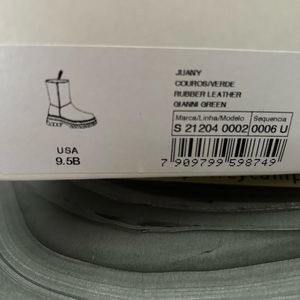 JUANY
COUROS/VERDE
RUBBER LEATHER
GIANNI GREEN
Marca/Linha/Modelo Sequencia
S 21204 0002 0006 U
USA
9.5B
7 909799 598749